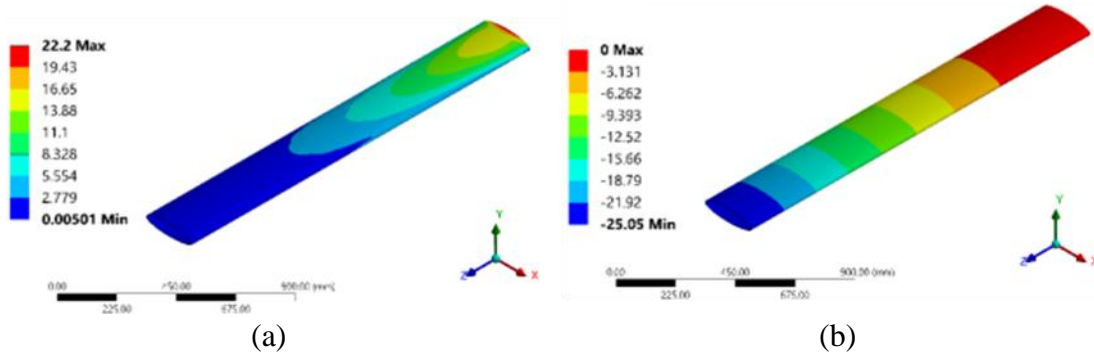 22.2 Max
19.43
16.65
13.88
11.1
8.328
5.554
2.779
0.00501 Min
Y
Z
X
0.00
450.00
900.00 (mm)
225.00
675.00
(a)
0 Max
-3.131
-6.262
-9.393
-12.52
-15.66
-18.79
-21.92
-25.05 Min
Y
Z
X
0.00
450.00
900.00 (mm)
225.00
675.00
(b)